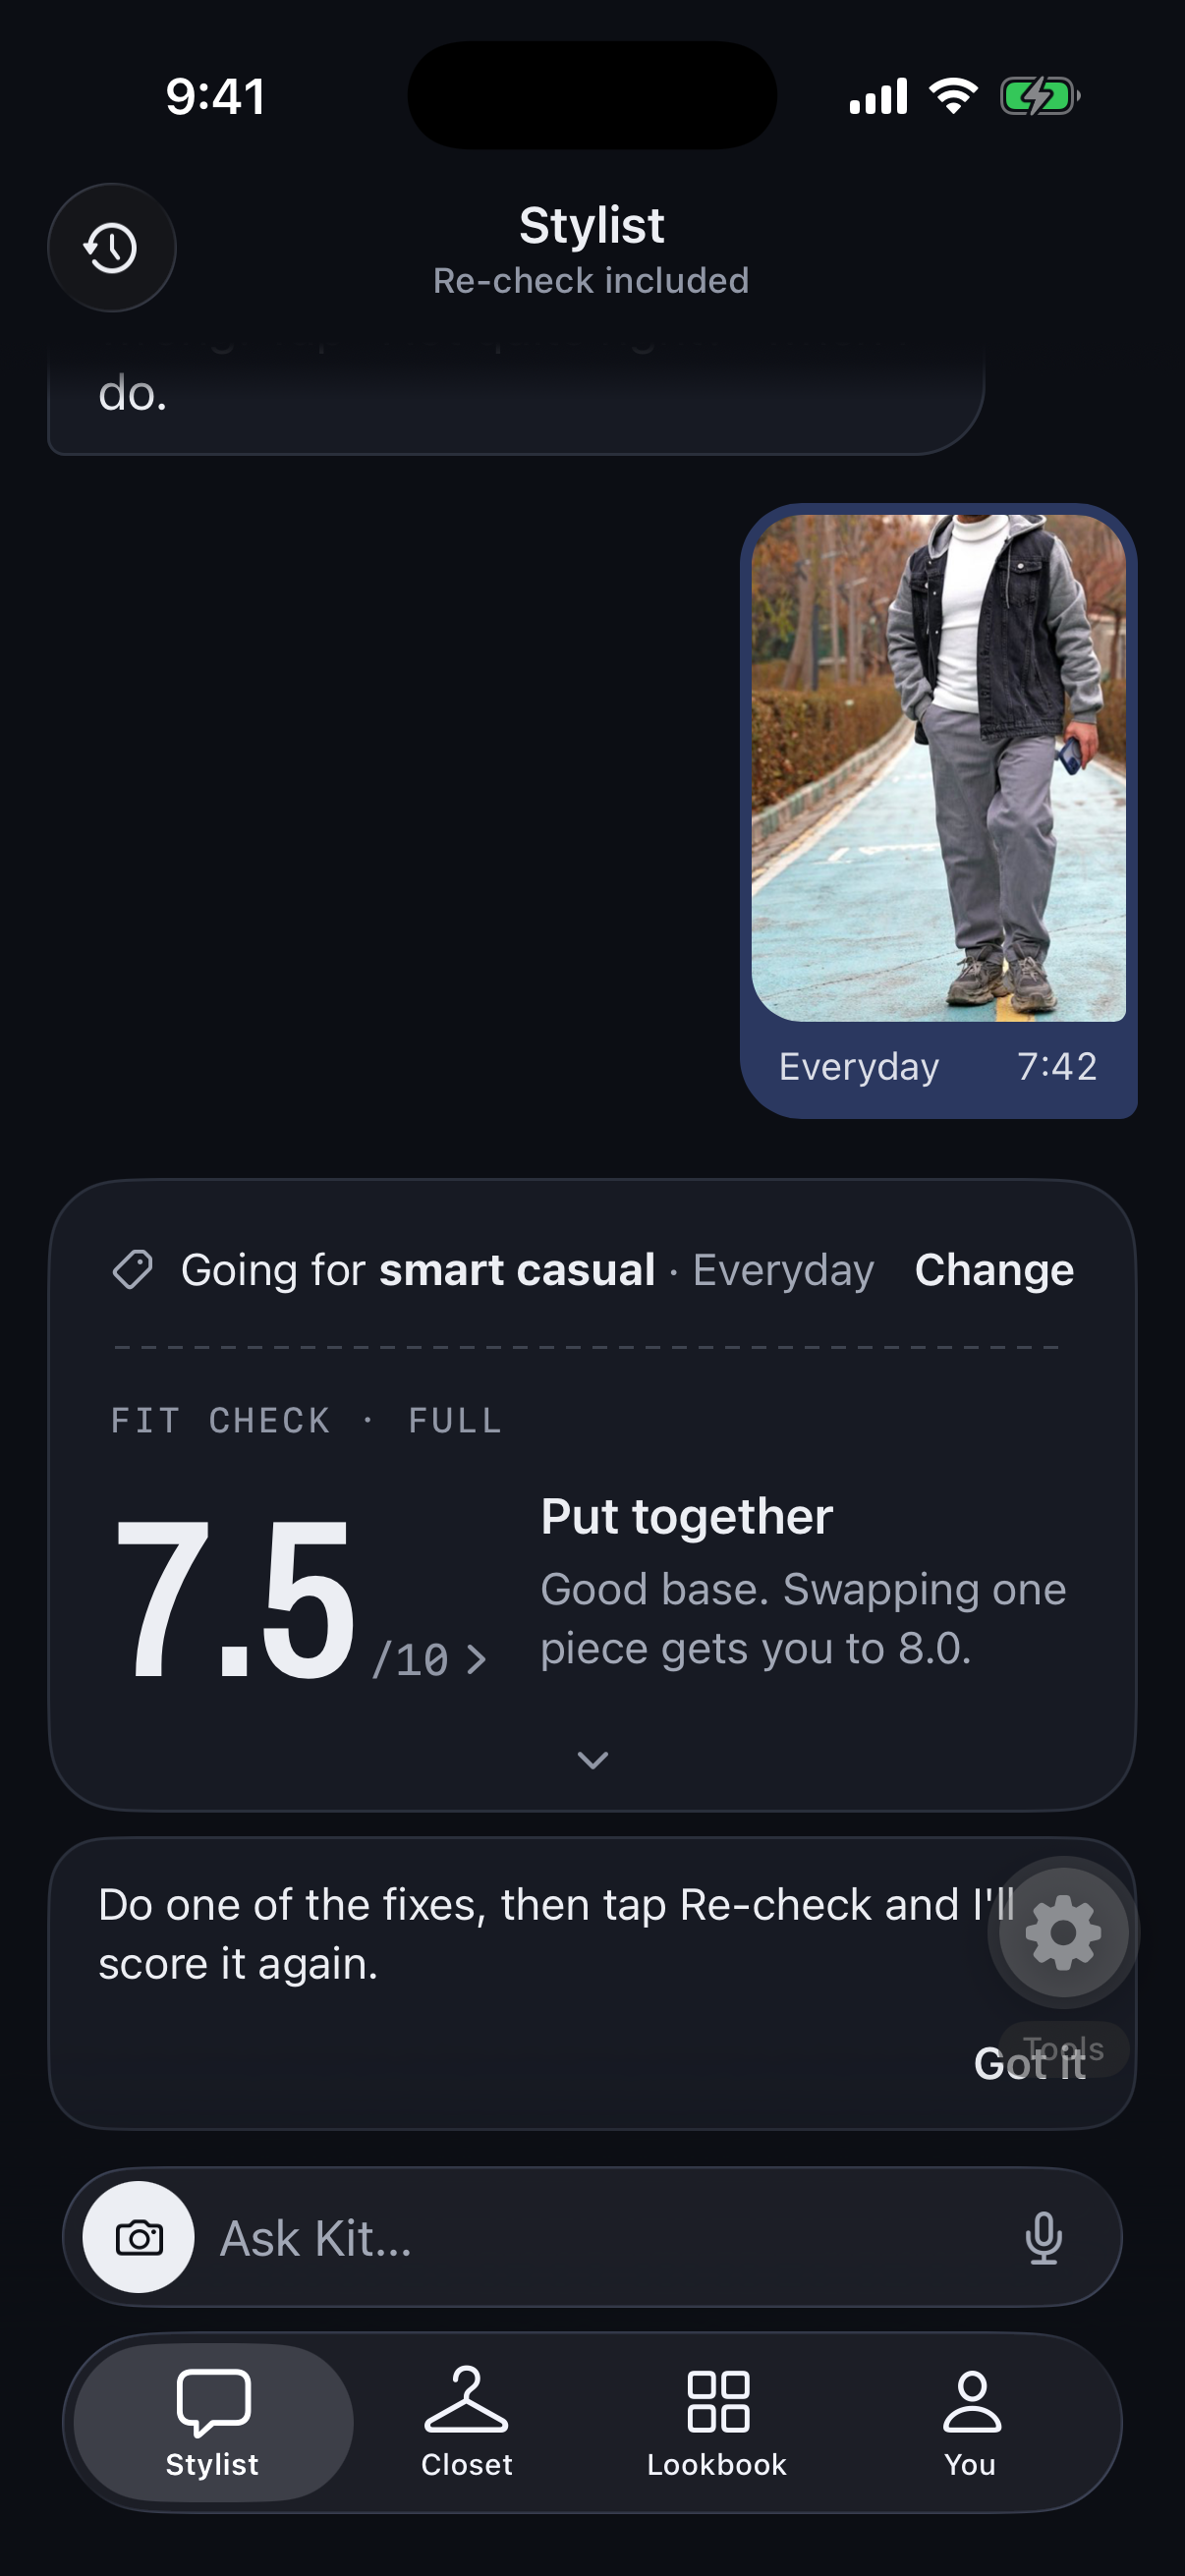 9:41
Stylist
Re-check included
do.
Everyday 7:42
Going for smart casual · Everyday Change
FIT CHECK · FULL
7.5 /10
Put together
Good base. Swapping one
piece gets you to 8.0.
Do one of the fixes, then tap Re-check and I'll
score it again.
Tools
Got it
Ask Kit...
Stylist Closet Lookbook You